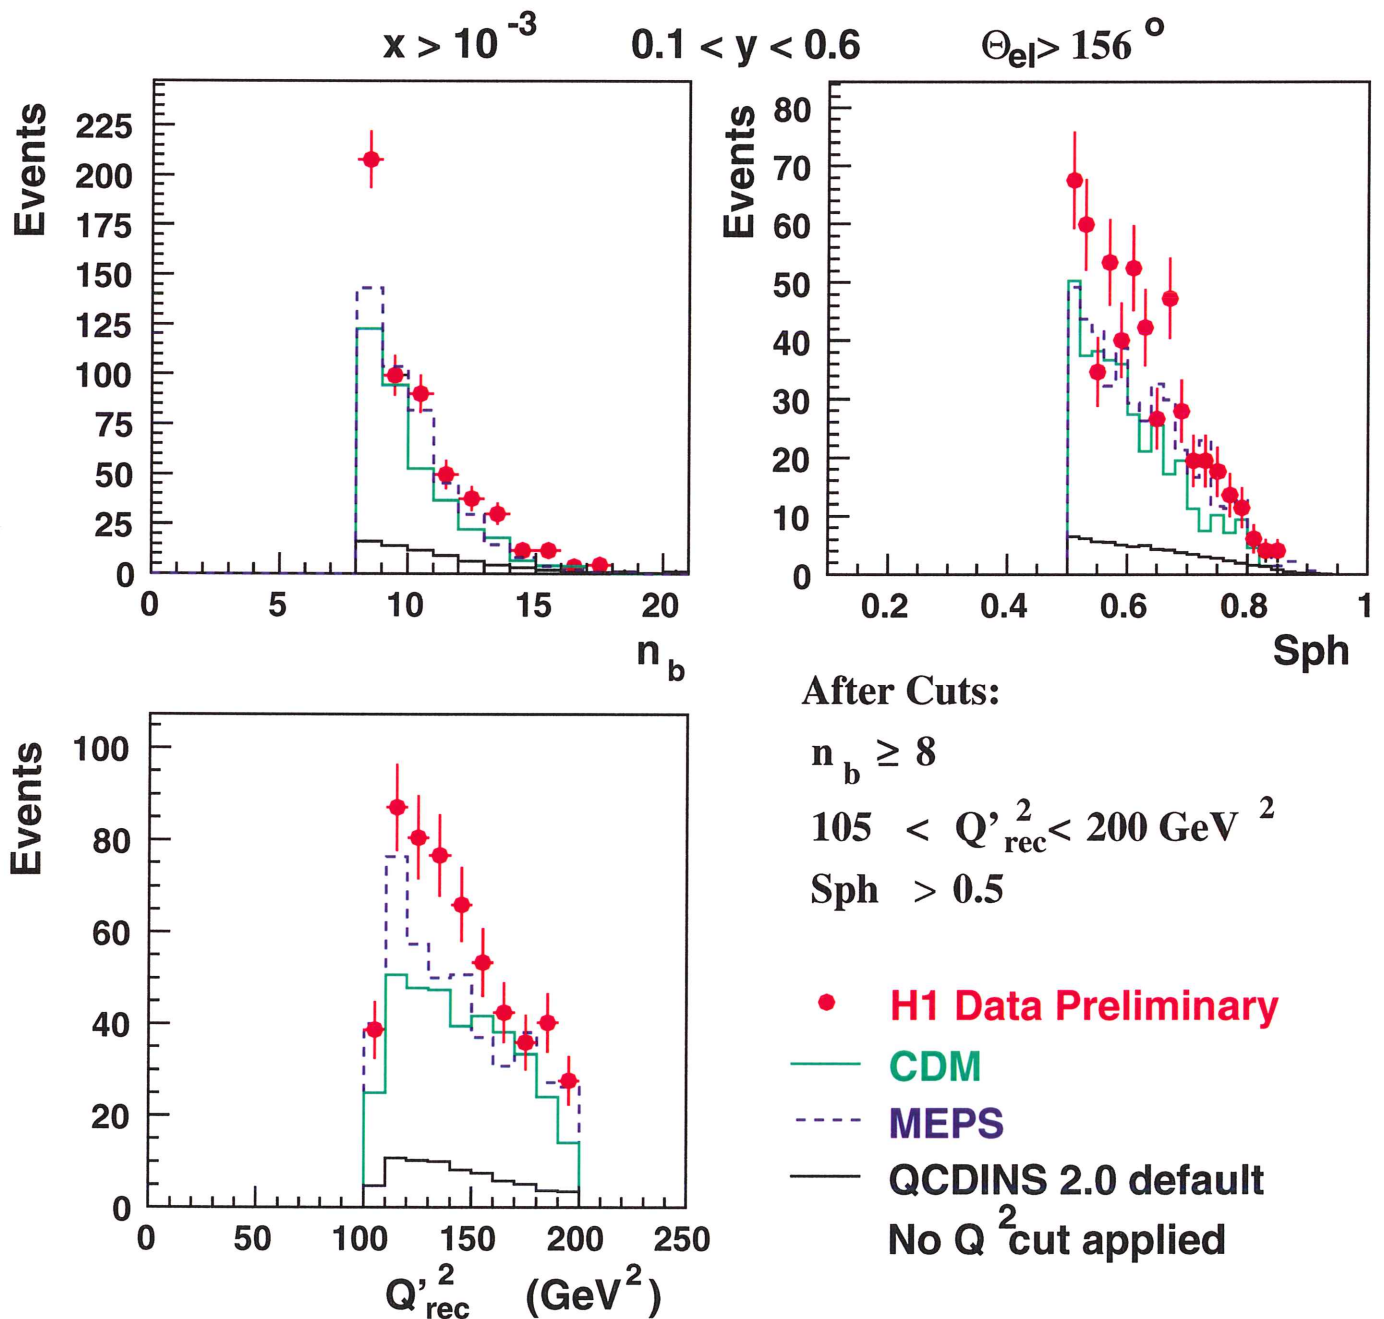 x > 10⁻³ 0.1 < y < 0.6 Θel > 156°
Events
225
200
175
150
125
100
75
50
25
0
0 5 10 15 20
n b
Events
80
70
60
50
40
30
20
10
0
0.2 0.4 0.6 0.8 1
Sph
After Cuts:
n b ≥ 8
105 < Q'²rec < 200 GeV ²
Sph > 0.5
Events
100
80
60
40
20
0
0 50 100 150 200 250
Q'²rec (GeV²)
H1 Data Preliminary
CDM
MEPS
QCDINS 2.0 default
No Q ² cut applied